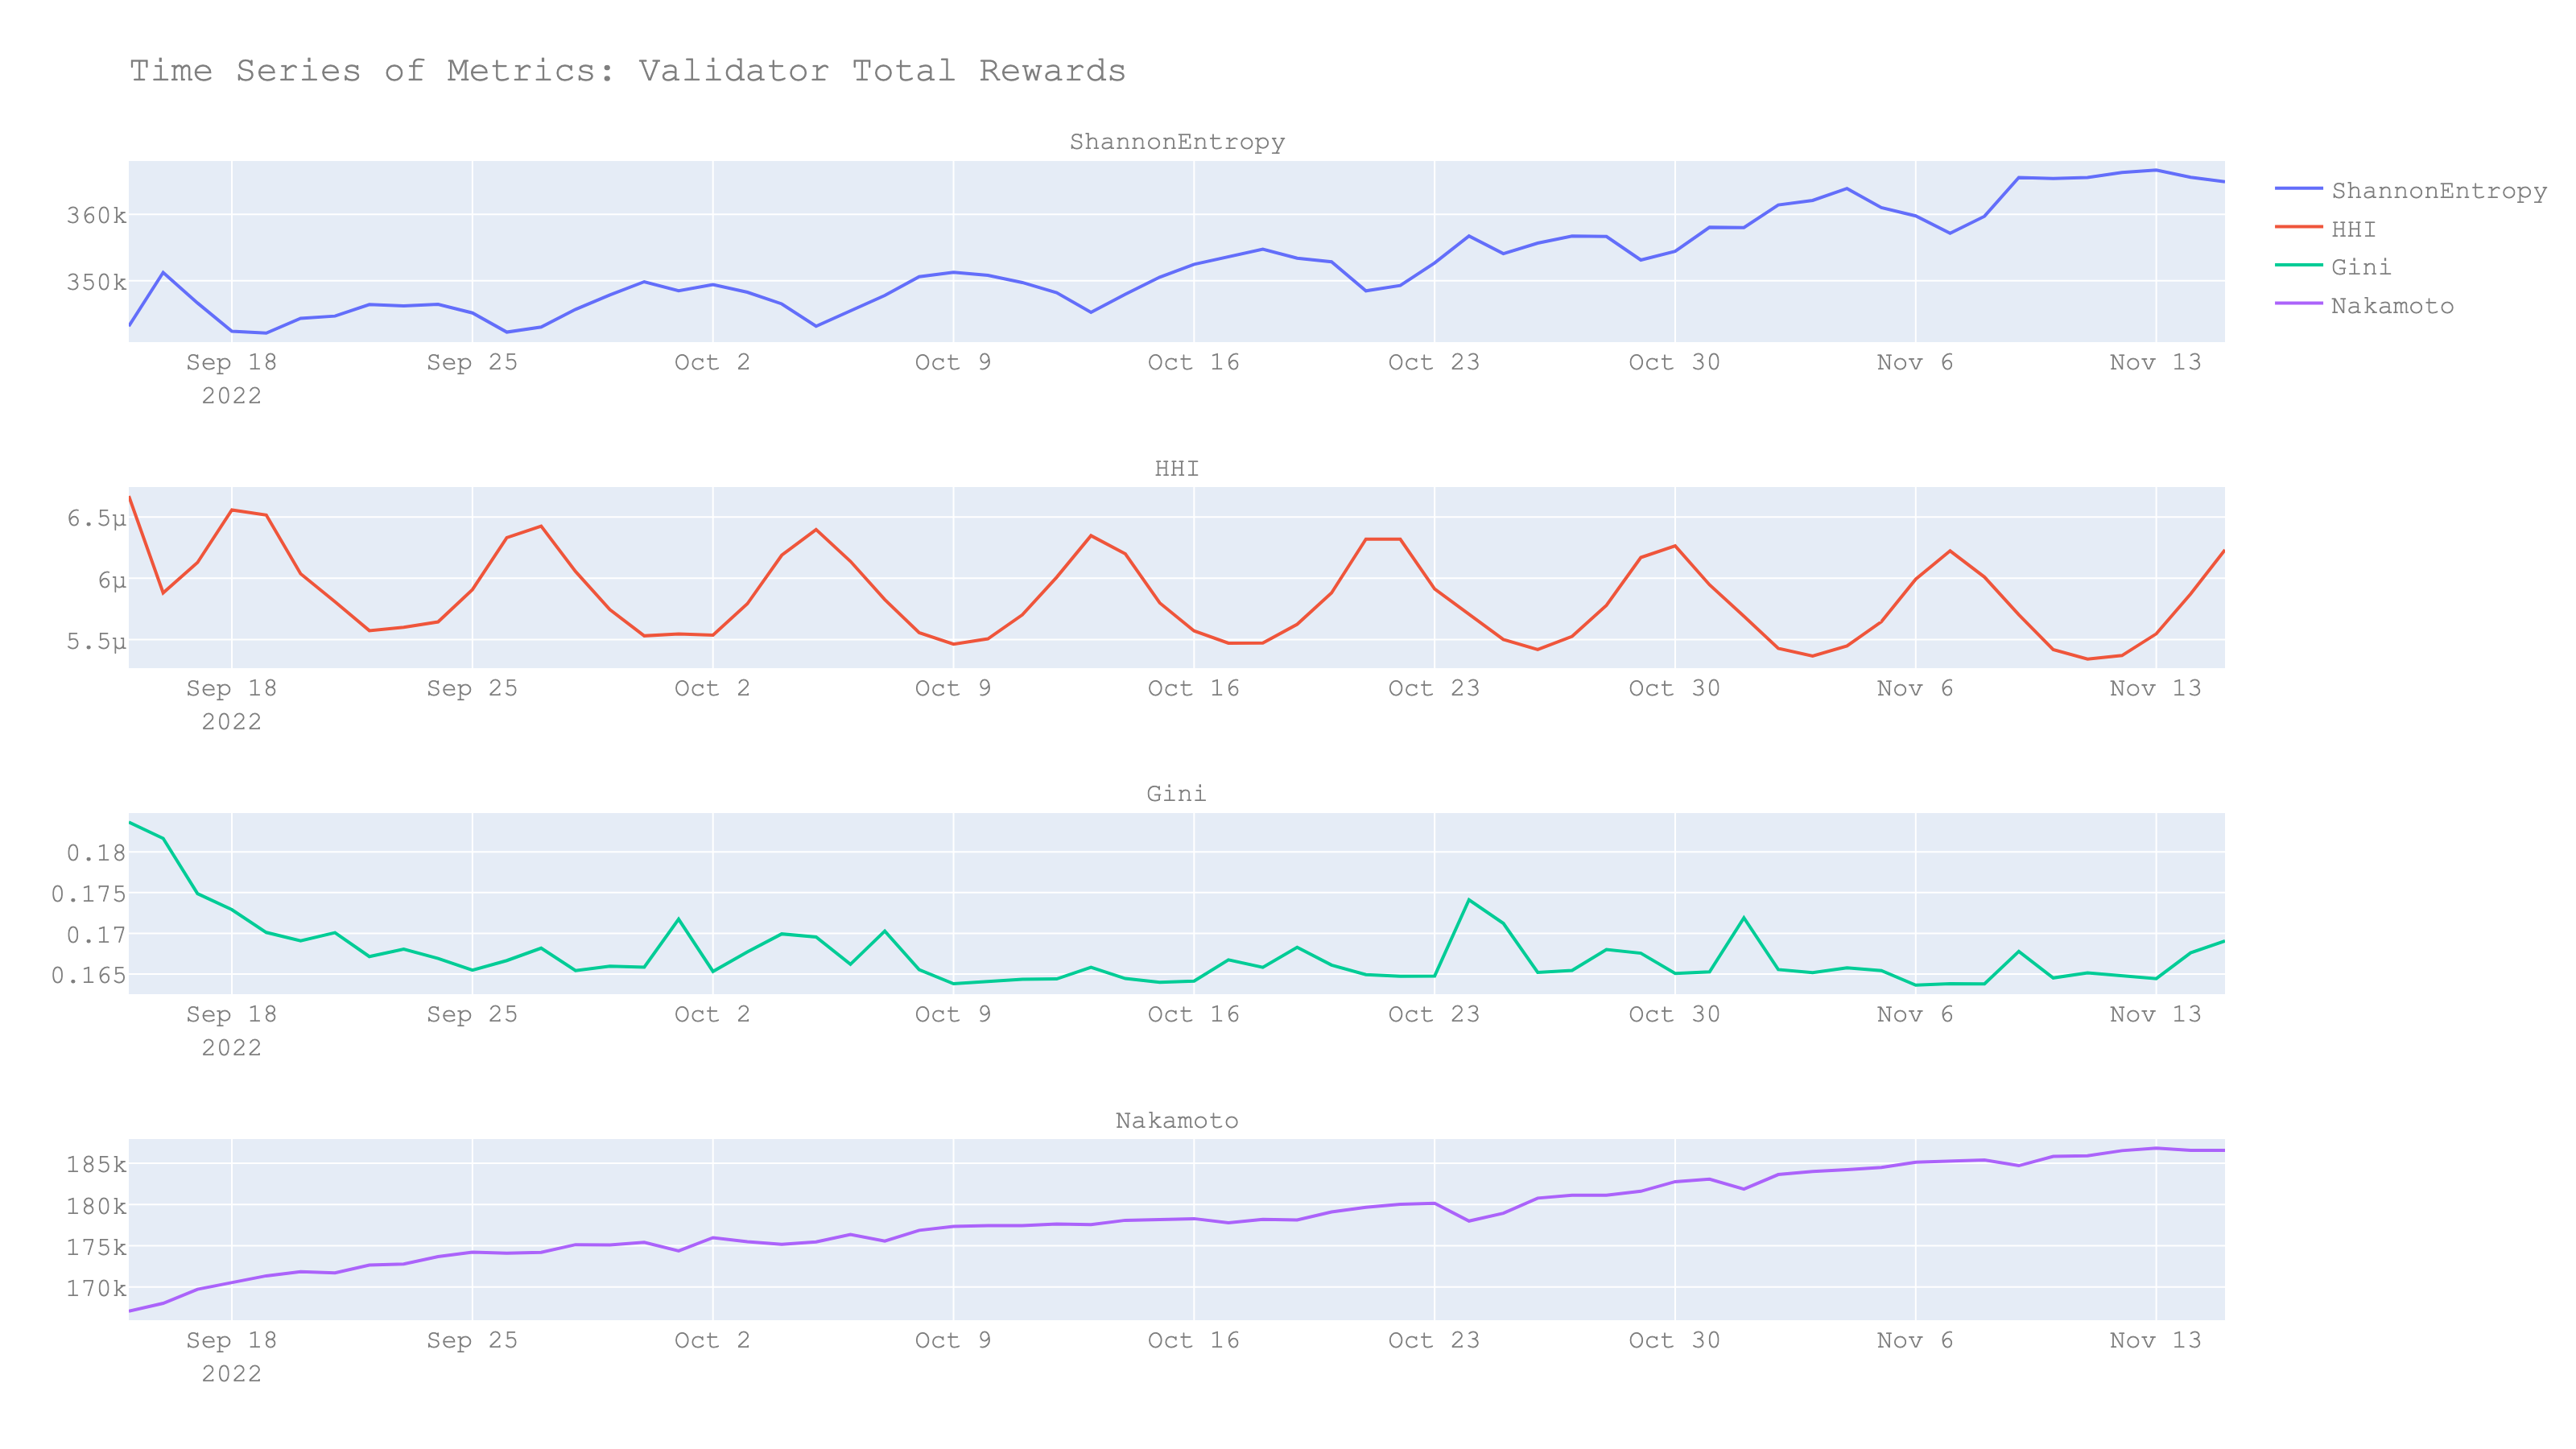 Time Series of Metrics: Validator Total Rewards
ShannonEntropy
360k
350k
Sep 18 Sep 25 Oct 2 Oct 9 Oct 16 Oct 23 Oct 30 Nov 6 Nov 13
2022
ShannonEntropy
HHI
Gini
Nakamoto
HHI
6.5μ
6μ
5.5μ
Sep 18 Sep 25 Oct 2 Oct 9 Oct 16 Oct 23 Oct 30 Nov 6 Nov 13
2022
Gini
0.18
0.175
0.17
0.165
Sep 18 Sep 25 Oct 2 Oct 9 Oct 16 Oct 23 Oct 30 Nov 6 Nov 13
2022
Nakamoto
185k
180k
175k
170k
Sep 18 Sep 25 Oct 2 Oct 9 Oct 16 Oct 23 Oct 30 Nov 6 Nov 13
2022